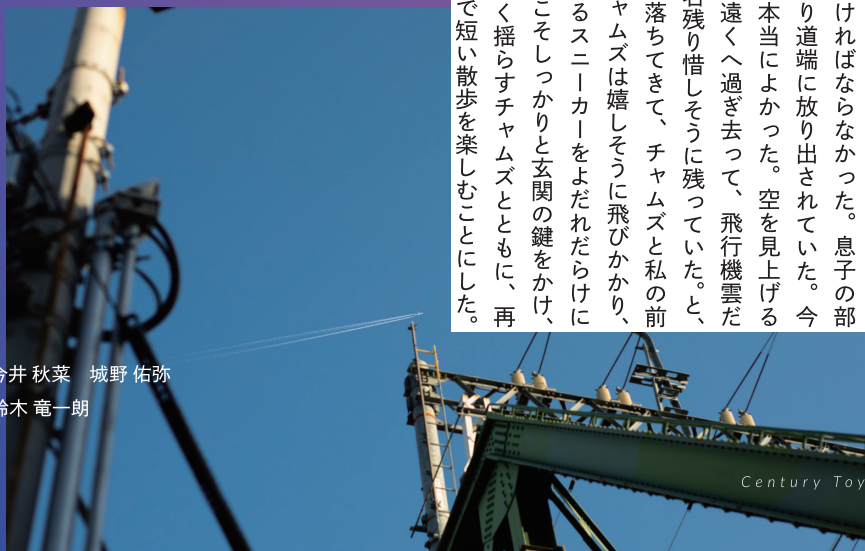 ければならなかった。息子の部
り道端に放り出されていた。今
本当によかった。空を見上げる
遠くへ過ぎ去って、飛行機雲だ
名残り惜しそうに残っていた。と、
落ちてきて、チャムズと私の前
ャムズは嬉しそうに飛びかかり、
るスニーカーをよだれだらけに
こそしっかりと玄関の鍵をかけ、
く揺らすチャムズとともに、再
で短い散歩を楽しむことにした。
今井 秋菜　城野 佑弥
鈴木 竜一朗
Century Toy